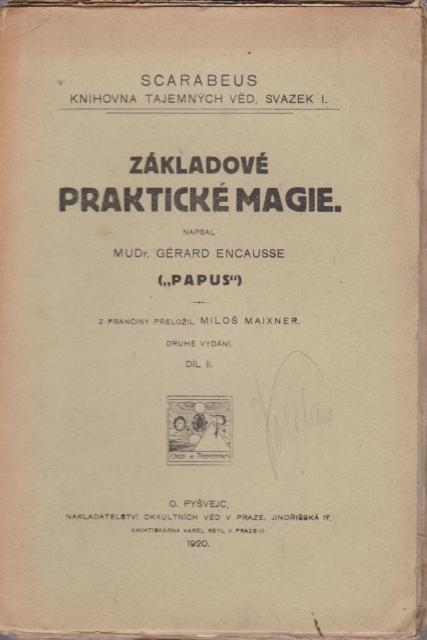 SCARABEUS
KNIHOVNA TAJEMNÝCH VĚD, SVAZEK I.
ZÁKLADOVÉ
PRAKTICKÉ MAGIE.
NAPSAL
MUDr. GÉRARD ENCAUSSE
(„PAPUS“)
Z FRANČINY PŘELOŽIL MILOŠ MAIXNER.
DRUHÉ VYDÁNÍ.
DÍL II.
O. P.
O. PYŠVEJC,
NAKLADATELSTVÍ OKKULTNÍCH VĚD V PRAZE, JINDŘIŠSKÁ 17.
KNIHTISKÁRNA KAREL REYL V PRAZE-II.
1920.